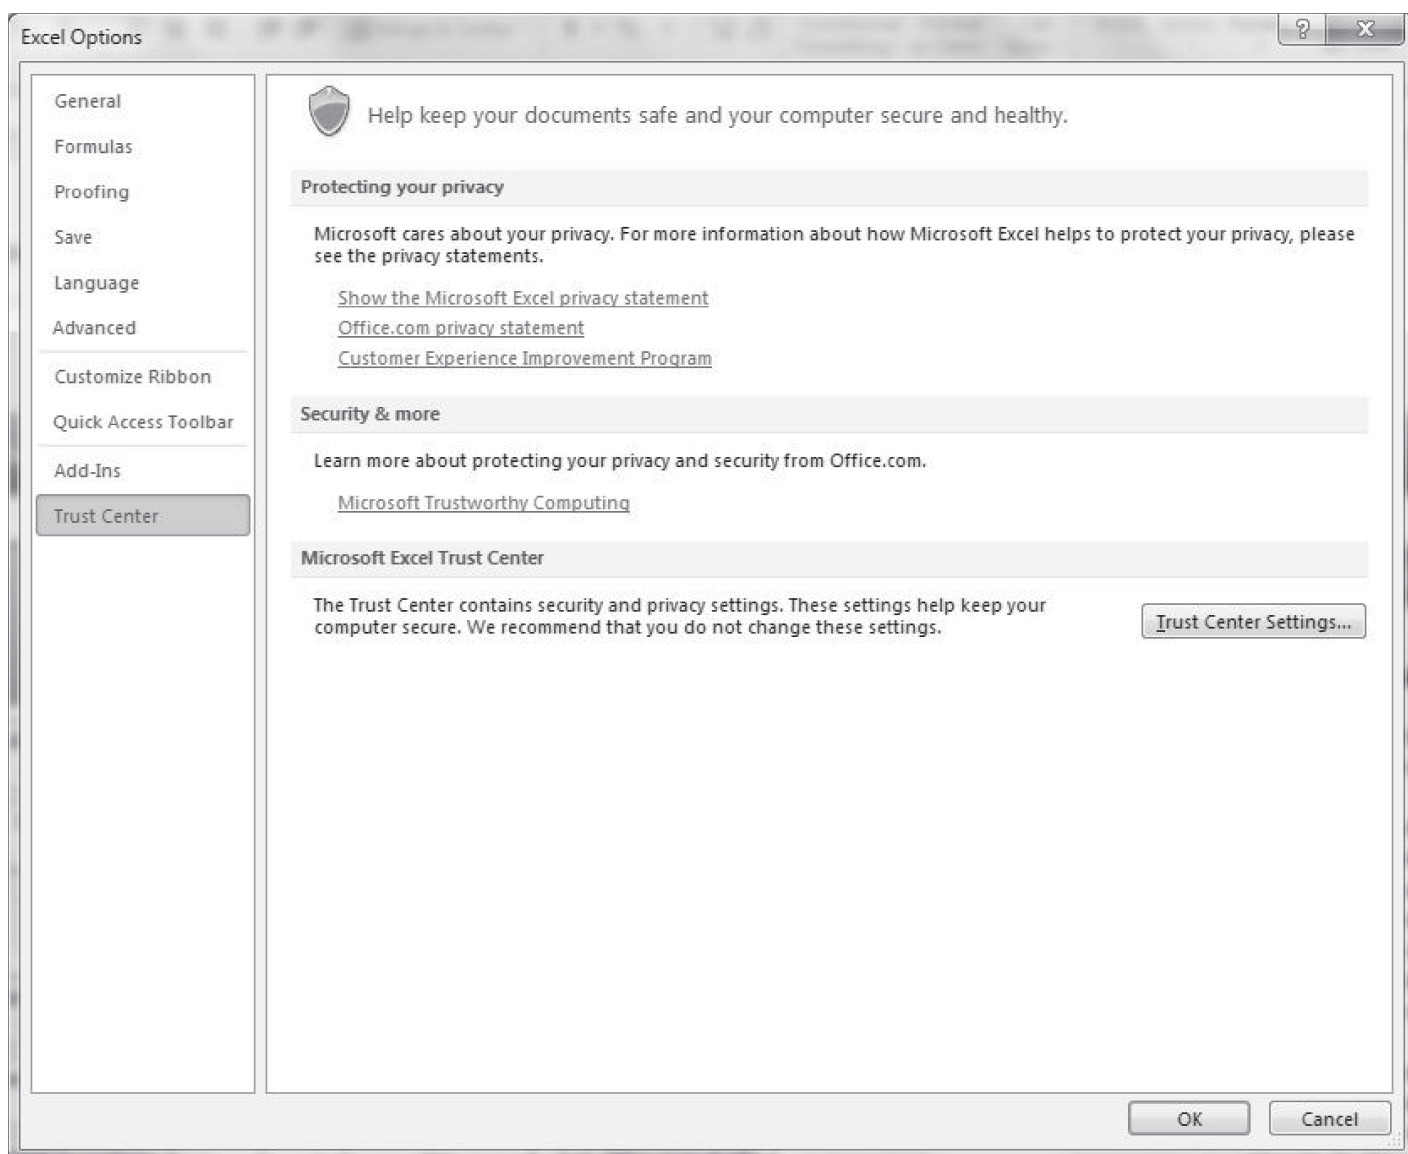 Excel Options
?
X
General
Formulas
Proofing
Save
Language
Advanced
Customize Ribbon
Quick Access Toolbar
Add-Ins
Trust Center
Help keep your documents safe and your computer secure and healthy.
Protecting your privacy
Microsoft cares about your privacy. For more information about how Microsoft Excel helps to protect your privacy, please
see the privacy statements.
Show the Microsoft Excel privacy statement
Office.com privacy statement
Customer Experience Improvement Program
Security & more
Learn more about protecting your privacy and security from Office.com.
Microsoft Trustworthy Computing
Microsoft Excel Trust Center
The Trust Center contains security and privacy settings. These settings help keep your
computer secure. We recommend that you do not change these settings.
Trust Center Settings...
OK
Cancel